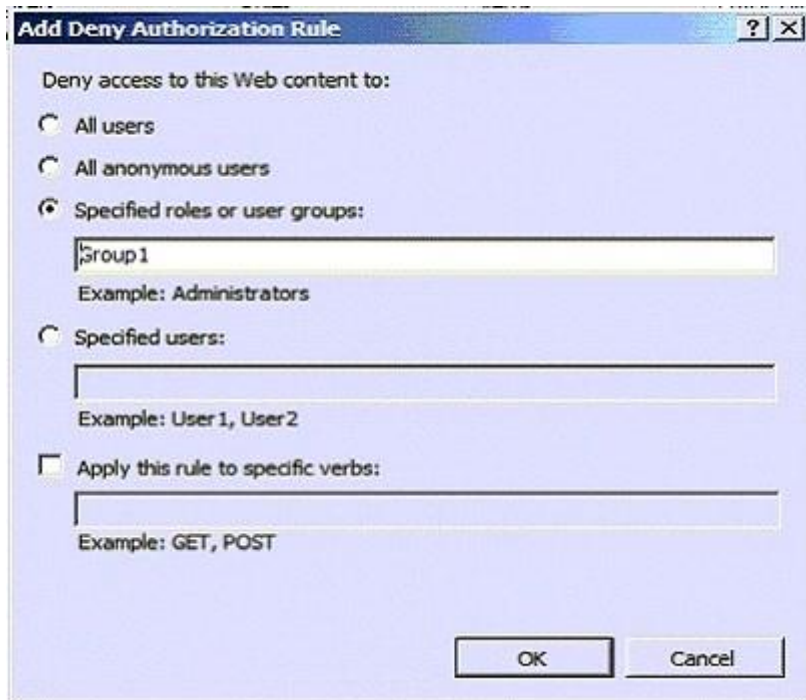 Add Deny Authorization Rule
Deny access to this Web content to:
All users
All anonymous users
Specified roles or user groups:
Group1
Example: Administrators
Specified users:
Example: User1, User2
Apply this rule to specific verbs:
Example: GET, POST
OK Cancel